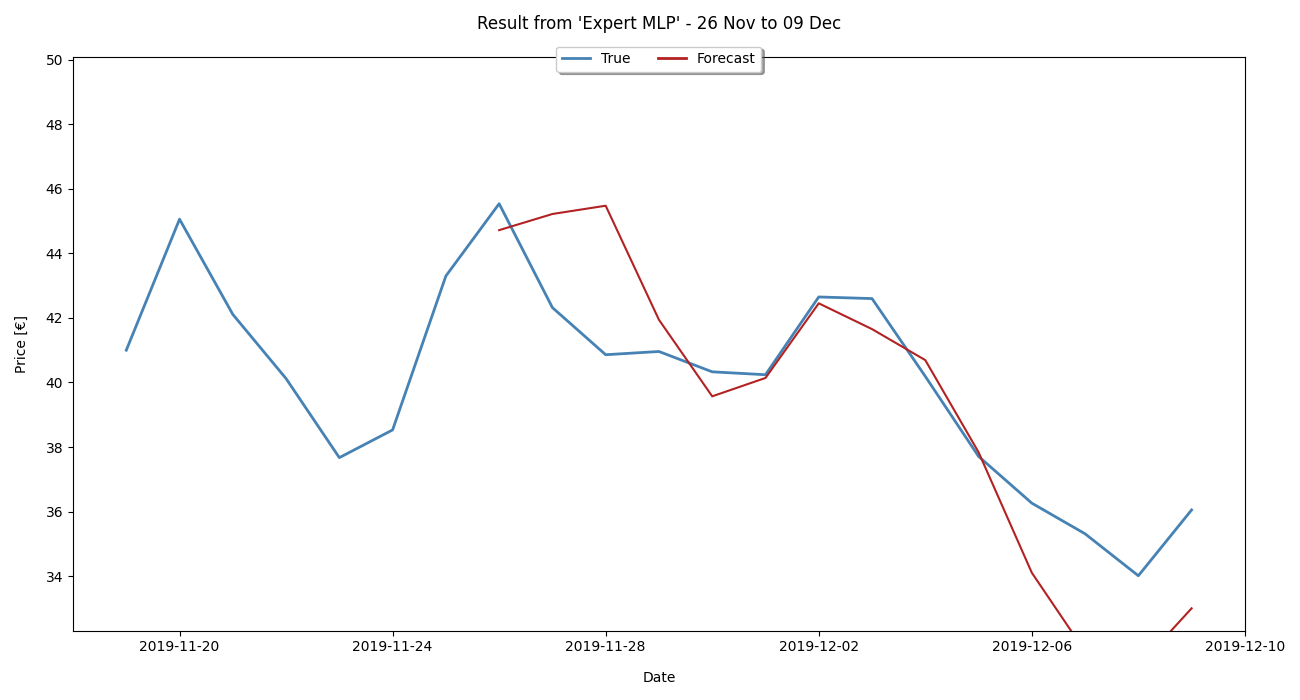 Result from 'Expert MLP' - 26 Nov to 09 Dec
True Forecast
50
48
46
44
42
40
38
36
34
Price [€]
2019-11-20 2019-11-24 2019-11-28 2019-12-02 2019-12-06 2019-12-10
Date